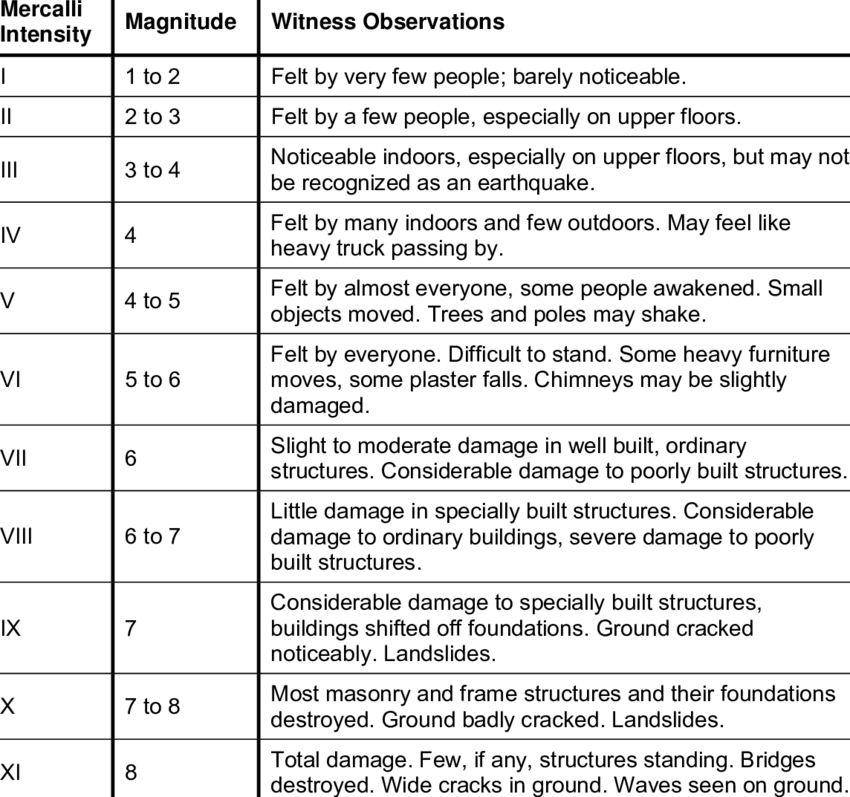 Mercalli Intensity Magnitude Witness Observations
I 1 to 2 Felt by very few people; barely noticeable.
II 2 to 3 Felt by a few people, especially on upper floors.
III 3 to 4 Noticeable indoors, especially on upper floors, but may not
be recognized as an earthquake.
IV 4 Felt by many indoors and few outdoors. May feel like
heavy truck passing by.
V 4 to 5 Felt by almost everyone, some people awakened. Small
objects moved. Trees and poles may shake.
VI 5 to 6 Felt by everyone. Difficult to stand. Some heavy furniture
moves, some plaster falls. Chimneys may be slightly
damaged.
VII 6 Slight to moderate damage in well built, ordinary
structures. Considerable damage to poorly built structures.
VIII 6 to 7 Little damage in specially built structures. Considerable
damage to ordinary buildings, severe damage to poorly
built structures.
IX 7 Considerable damage to specially built structures,
buildings shifted off foundations. Ground cracked
noticeably. Landslides.
X 7 to 8 Most masonry and frame structures and their foundations
destroyed. Ground badly cracked. Landslides.
XI 8 Total damage. Few, if any, structures standing. Bridges
destroyed. Wide cracks in ground. Waves seen on ground.